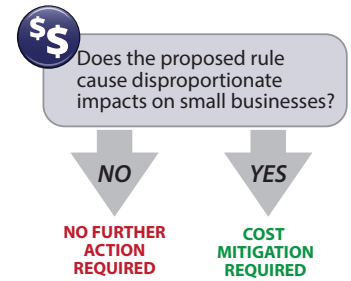 $$
Does the proposed rule
cause disproportionate
impacts on small businesses?
NO
YES
NO FURTHER
ACTION
REQUIRED
COST
MITIGATION
REQUIRED